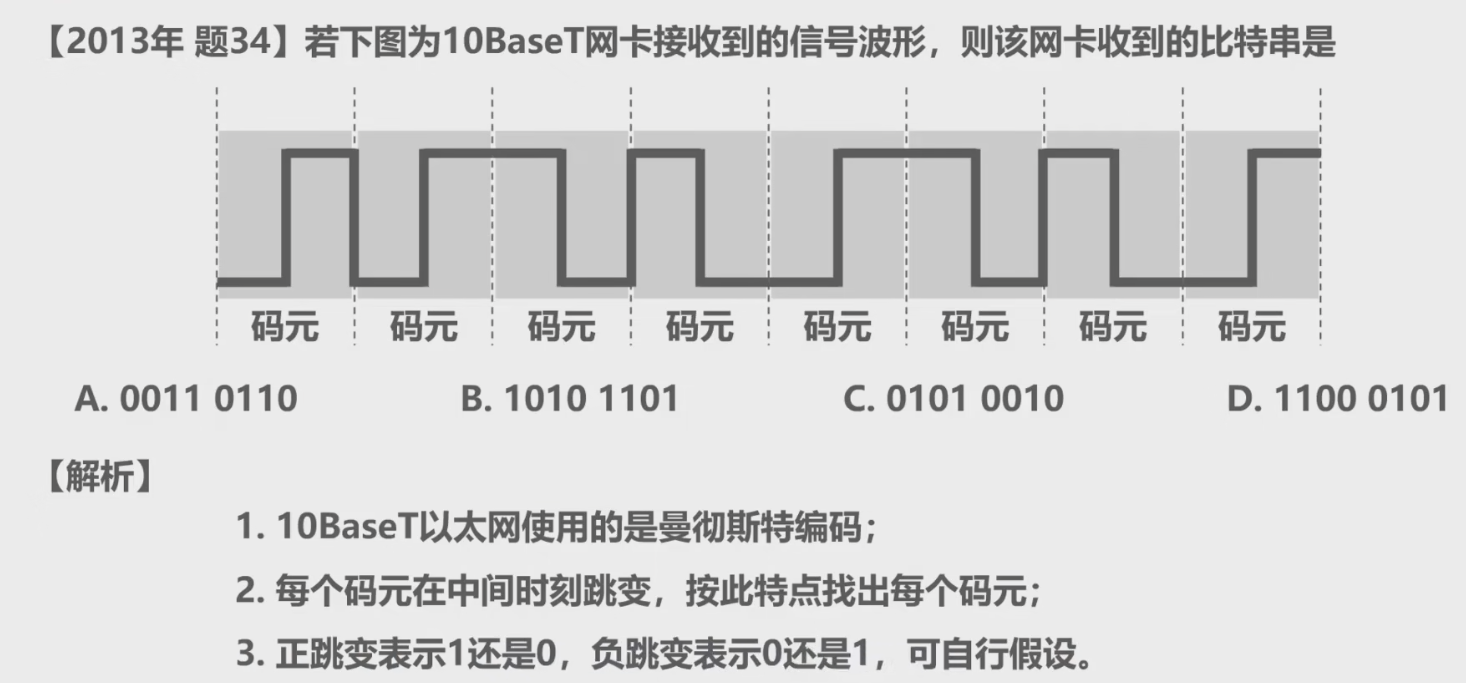 【2013年 题34】若下图为10BaseT网卡接收到的信号波形，则该网卡收到的比特串是
码元 码元 码元 码元 码元 码元 码元 码元
A. 0011 0110 B. 1010 1101 C. 0101 0010 D. 1100 0101
【解析】
1. 10BaseT以太网使用的是曼彻斯特编码；
2. 每个码元在中间时刻跳变，按此特点找出每个码元；
3. 正跳变表示1还是0，负跳变表示0还是1，可自行假设。